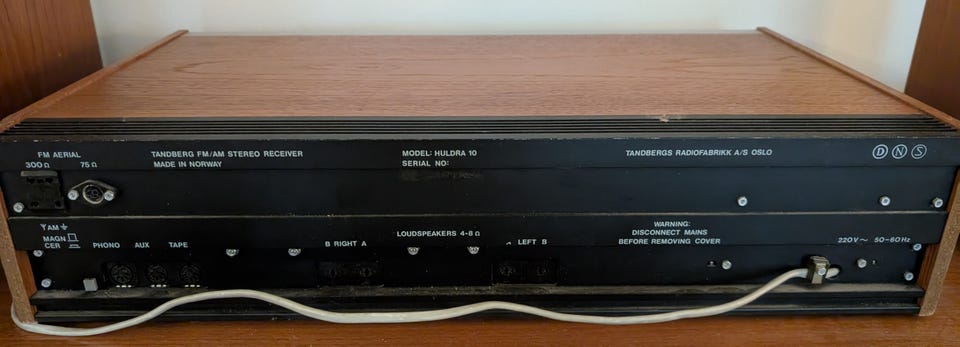 FM AERIAL
300 Ω 75 Ω
TANDBERG FM/AM STEREO RECEIVER
MADE IN NORWAY
MODEL: HULDRA 10
SERIAL NO:
TANDBERGS RADIOFABRIKK A/S OSLO
D N S
AM
MAGN
CER
PHONO AUX TAPE
LOUDSPEAKERS 4-8 Ω
B RIGHT A
LEFT B
WARNING:
DISCONNECT MAINS
BEFORE REMOVING COVER
220V ~ 50-60Hz